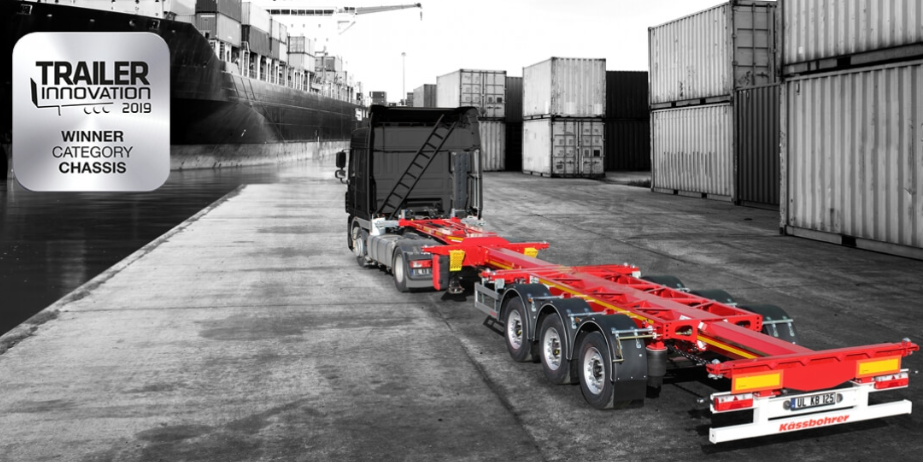 TRAILER
INNOVATION
2019
WINNER
CATEGORY
CHASSIS
UL KB 125
Kässbohrer